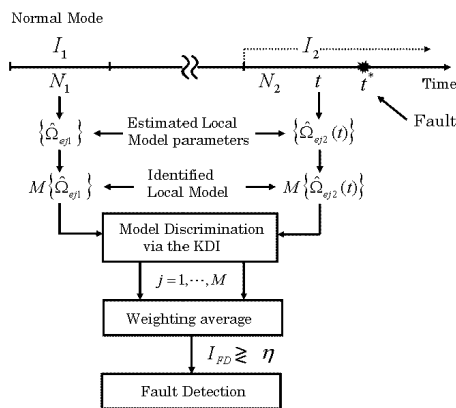 Normal Mode
I₁ I₂
N₁ N₂ t t* Time
Fault
{Ω̂ₑⱼ₁} Estimated Local Model parameters {Ω̂ₑⱼ₂(t)}
M{Ω̂ₑⱼ₁} Identified Local Model M{Ω̂ₑⱼ₂(t)}
Model Discrimination
via the KDI
j = 1, ⋯, M
Weighting average
I_FD ≷ η
Fault Detection